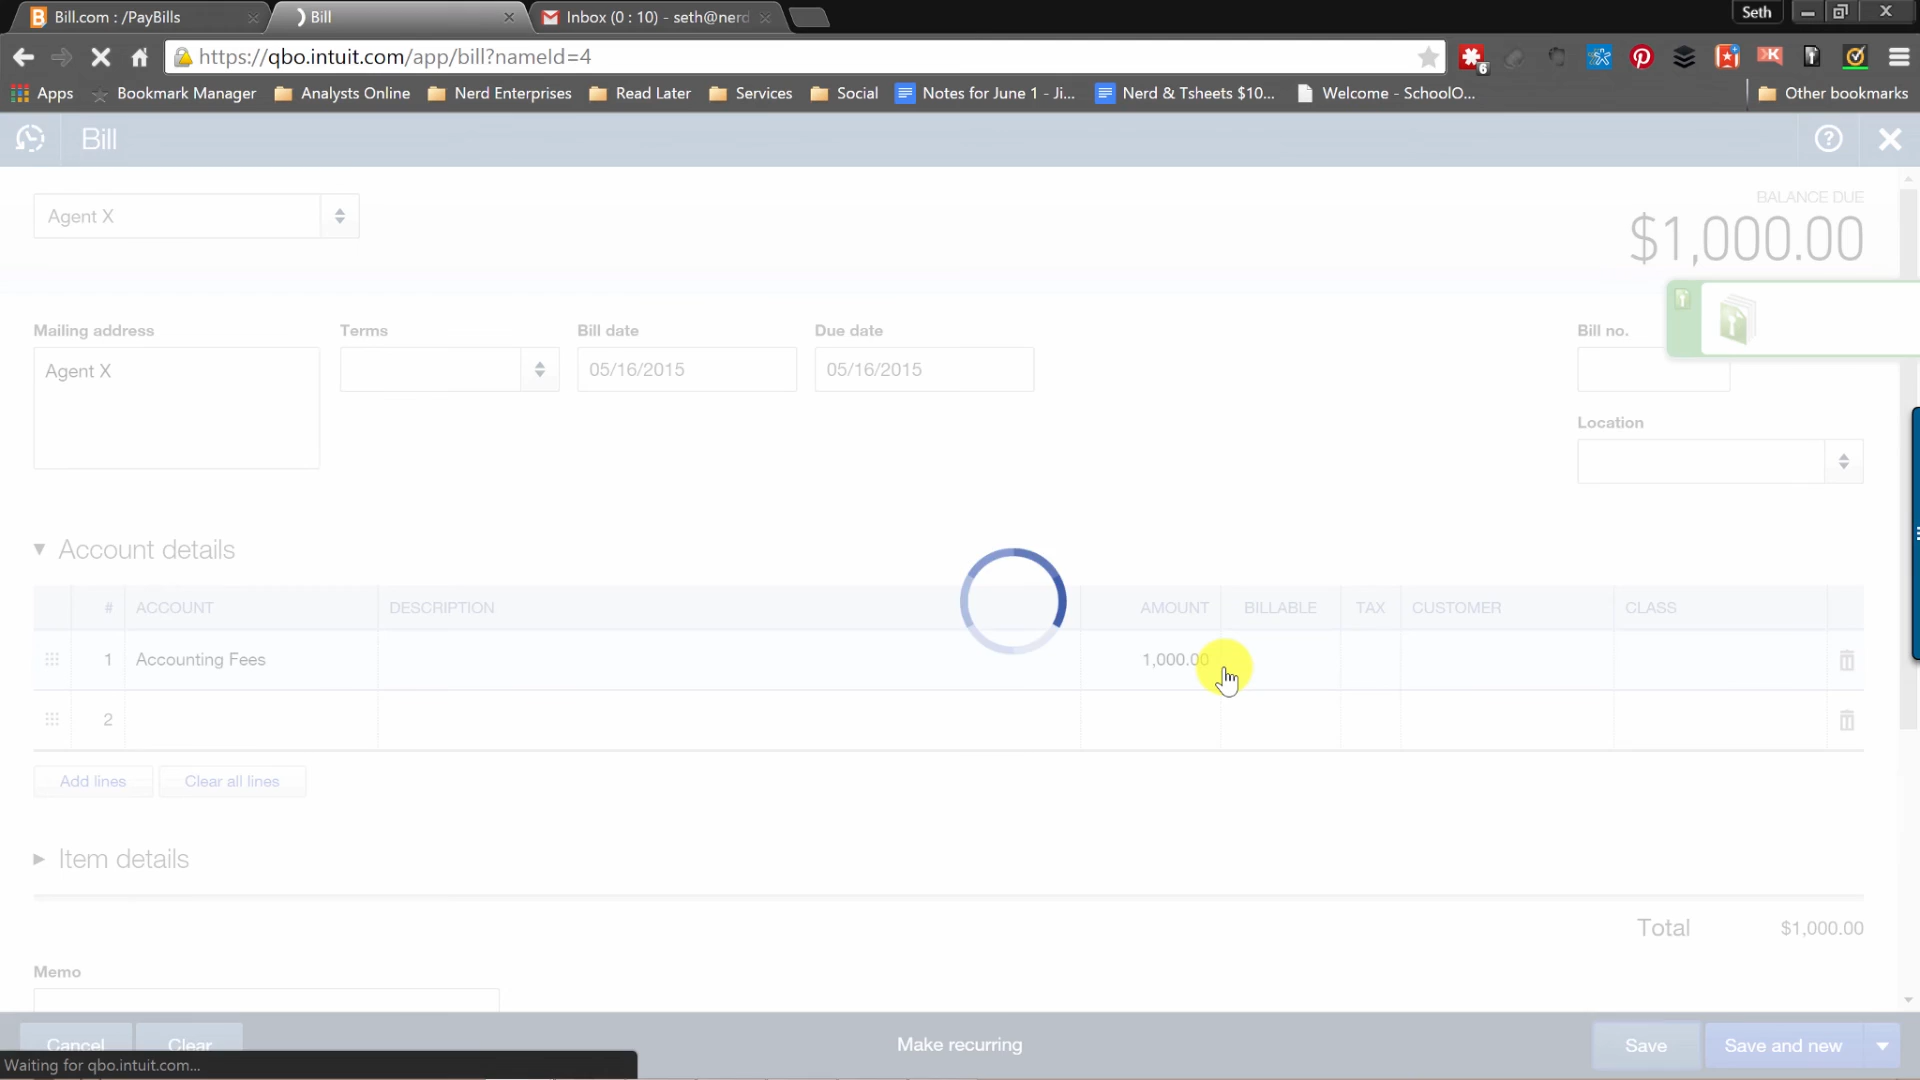 Bill.com : /PayBills
Bill
Inbox (0 : 10) - seth@nerd
Seth
https://qbo.intuit.com/app/bill?nameId=4
6
Apps
Bookmark Manager
Analysts Online
Nerd Enterprises
Read Later
Services
Social
Notes for June 1 - Ji...
Nerd & Tsheets $10...
Welcome - SchoolO...
Other bookmarks
Bill
Agent X
BALANCE DUE
$1,000.00
Mailing address
Terms
Bill date
Due date
Bill no.
Agent X
05/16/2015
05/16/2015
Location
Account details
# ACCOUNT DESCRIPTION AMOUNT BILLABLE TAX CUSTOMER CLASS
1 Accounting Fees 1,000.00
2
Add lines
Clear all lines
Item details
Total $1,000.00
Memo
Cancel
Clear
Make recurring
Save
Save and new
Waiting for qbo.intuit.com...